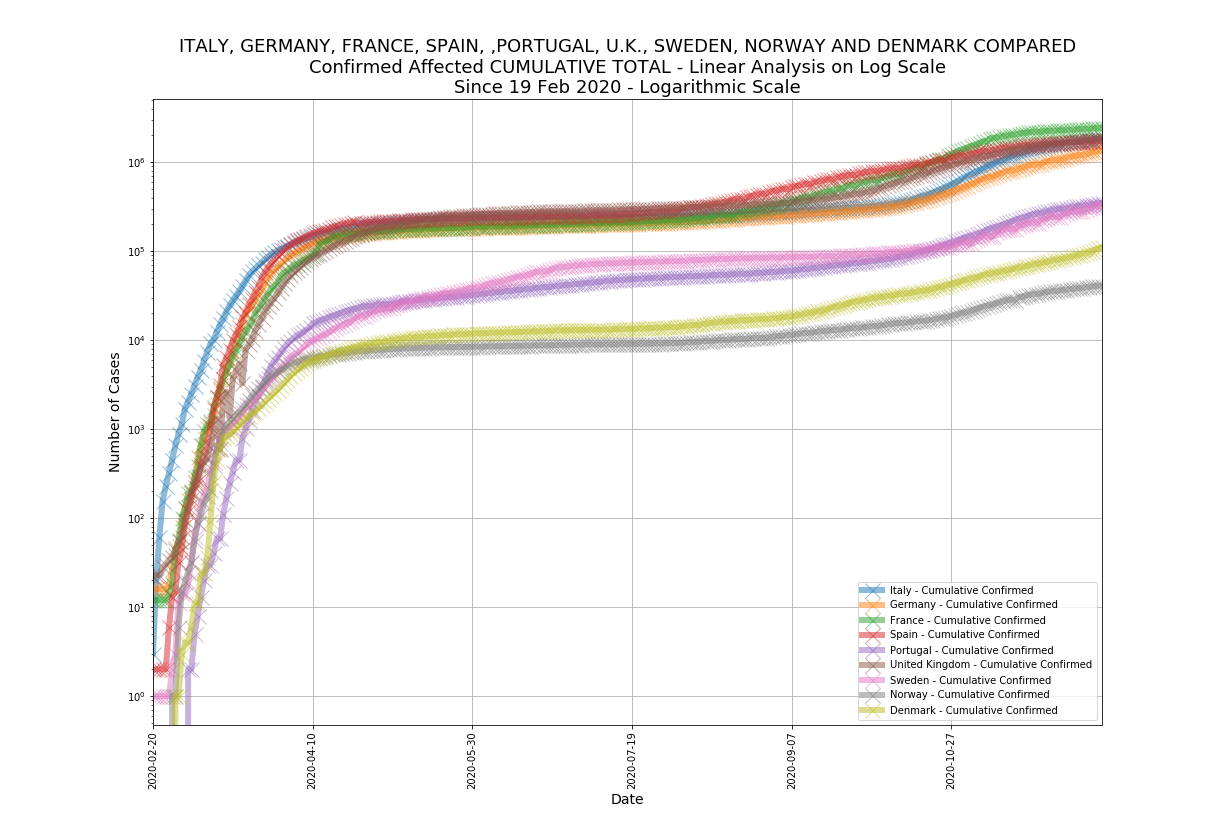 ITALY, GERMANY, FRANCE, SPAIN, ,PORTUGAL, U.K., SWEDEN, NORWAY AND DENMARK COMPARED
Confirmed Affected CUMULATIVE TOTAL - Linear Analysis on Log Scale
Since 19 Feb 2020 - Logarithmic Scale
Number of Cases
10⁶
10⁵
10⁴
10³
10²
10¹
10⁰
Italy - Cumulative Confirmed
Germany - Cumulative Confirmed
France - Cumulative Confirmed
Spain - Cumulative Confirmed
Portugal - Cumulative Confirmed
United Kingdom - Cumulative Confirmed
Sweden - Cumulative Confirmed
Norway - Cumulative Confirmed
Denmark - Cumulative Confirmed
2020-02-20
2020-04-10
2020-05-30
2020-07-19
2020-09-07
2020-10-27
Date